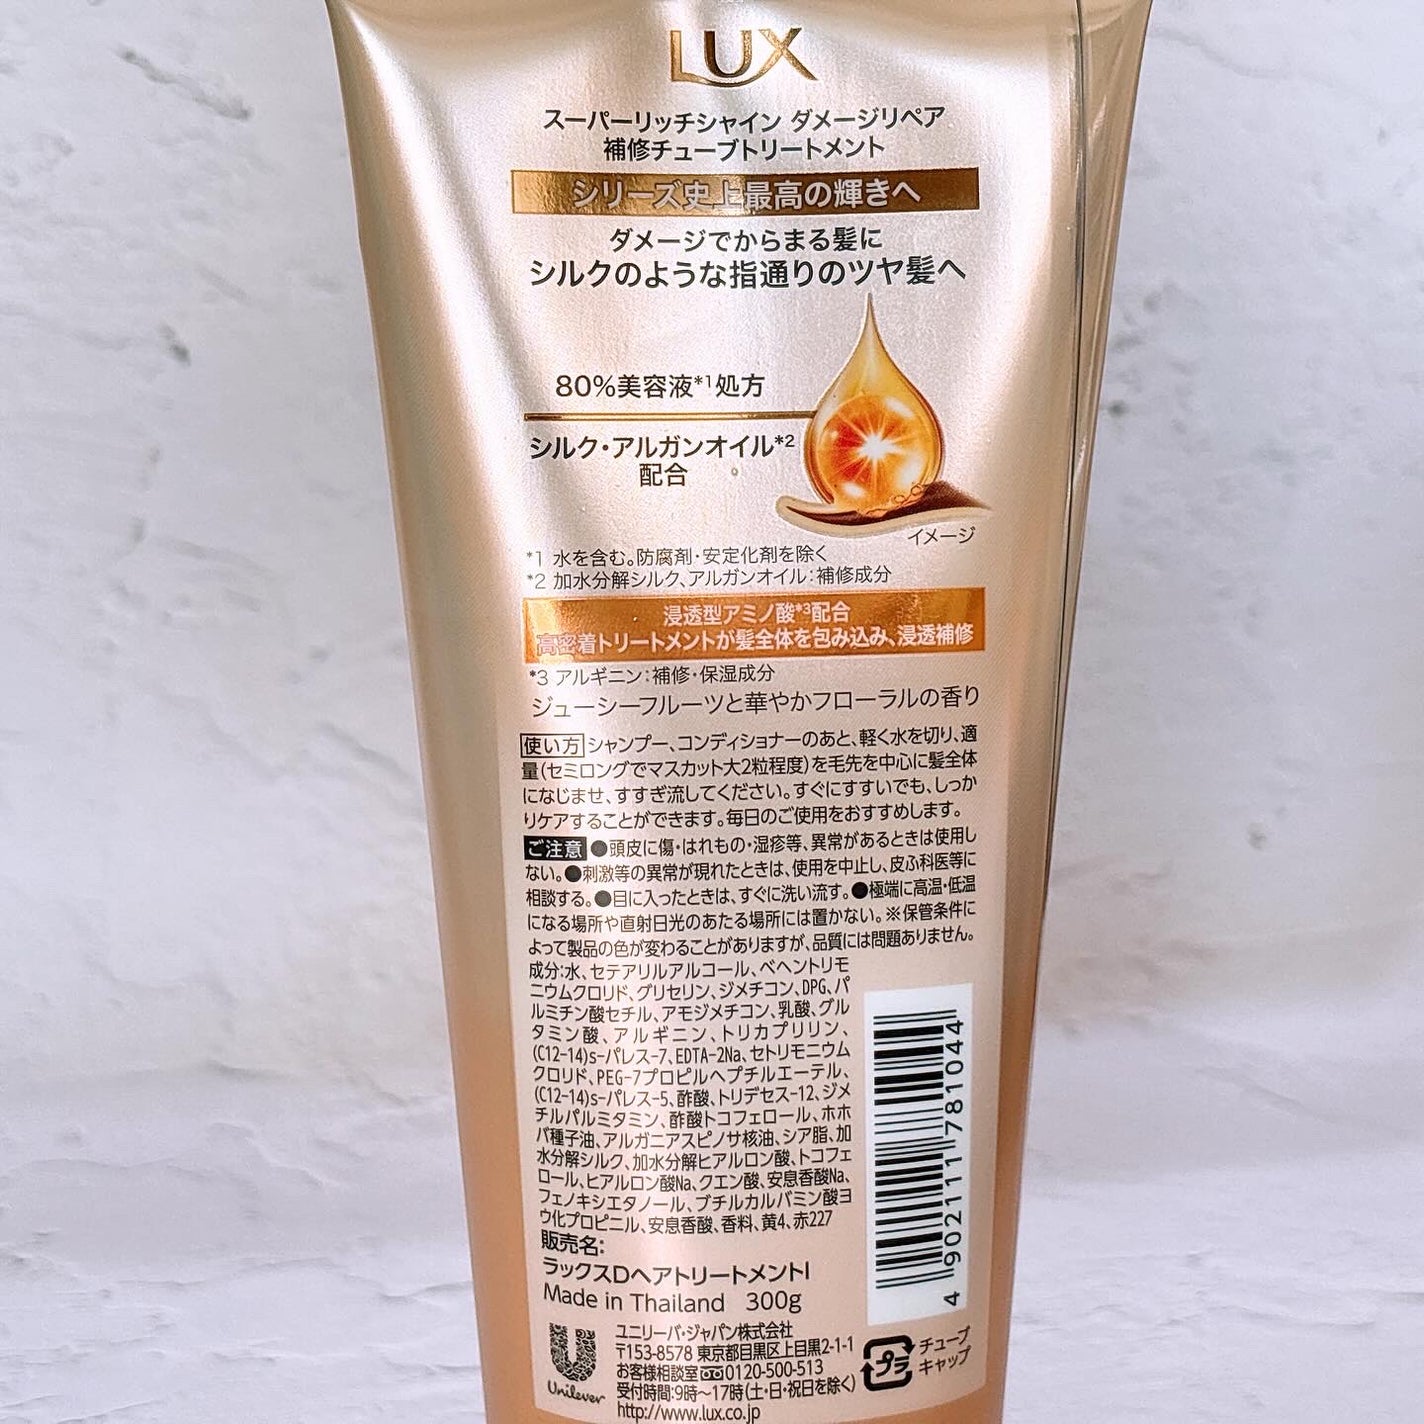 LUX
スーパーリッチシャイン ダメージリペア
補修チューブトリートメント
シリーズ史上最高の輝きへ
ダメージでからまる髪に
シルクのような指通りのツヤ髪へ
80%美容液*1処方
シルク・アルガンオイル*2
配合
イメージ
*1 水を含む。防腐剤・安定化剤を除く
*2 加水分解シルク、アルガンオイル：補修成分
浸透型アミノ酸*3配合
高密着トリートメントが髪全体を包み込み、浸透補修
*3 アルギニン：補修・保湿成分
ジューシーフルーツと華やかフローラルの香り
使い方 シャンプー、コンディショナーのあと、軽く水を切り、適
量(セミロングでマスカット大2粒程度)を毛先を中心に髪全体
になじませ、すすぎ流してください。すぐにすすいでも、しっか
りケアすることができます。毎日のご使用をおすすめします。
ご注意 ●頭皮に傷・はれもの・湿疹等、異常があるときは使用し
ない。●刺激等の異常が現れたときは、使用を中止し、皮ふ科医等に
相談する。●目に入ったときは、すぐに洗い流す。●極端に高温・低温
になる場所や直射日光のあたる場所には置かない。※保管条件に
よって製品の色が変わることがありますが、品質には問題ありません。
成分：水、セテアリルアルコール、ベヘントリモ
ニウムクロリド、グリセリン、ジメチコン、DPG、パ
ルミチン酸セチル、アモジメチコン、乳酸、グル
タミン酸、アルギニン、トリカプリリン、
(C12-14)s-パレス-7、EDTA-2Na、セトリモニウム
クロリド、PEG-7プロピルヘプチルエーテル、
(C12-14)s-パレス-5、酢酸、トリデセス-12、ジメ
チルパルミタミン、酢酸トコフェロール、ホホ
バ種子油、アルガニアスピノサ核油、シア脂、加
水分解シルク、加水分解ヒアルロン酸、トコフェ
ロール、ヒアルロン酸Na、クエン酸、安息香酸Na、
フェノキシエタノール、ブチルカルバミン酸ヨ
ウ化プロピニル、安息香酸、香料、黄4、赤227
4 902111 781044
販売名：
ラックスDヘアトリートメントI
Made in Thailand 300g
Unilever
ユニリーバ・ジャパン株式会社
〒153-8578 東京都目黒区上目黒2-1-1
お客様相談室 0120-500-513
受付時間：9時～17時(土・日・祝日を除く)
http://www.lux.co.jp
プラ
チューブ
キャップ